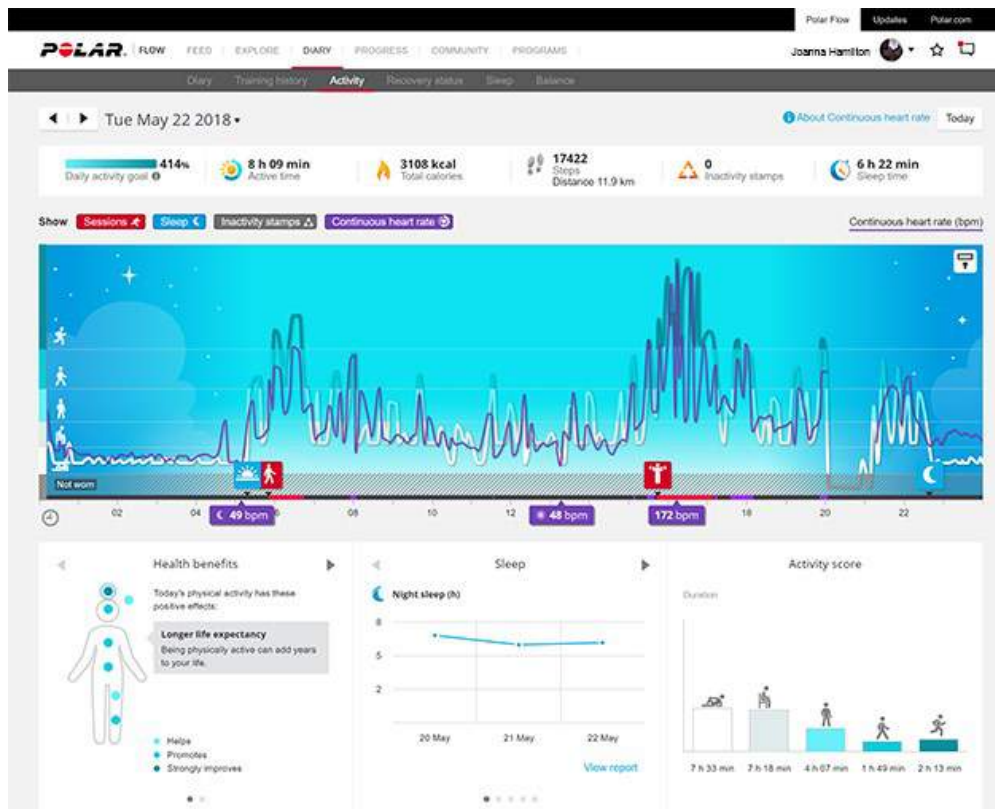 Polar Flow Updates Polar.com
POLAR. FLOW FEED EXPLORE DIARY PROGRESS COMMUNITY PROGRAMS
Joanna Hamilton
Diary Training history Activity Recovery status Sleep Balance
Tue May 22 2018
About Continuous heart rate Today
414%
Daily activity goal
8 h 09 min
Active time
3108 kcal
Total calories
17422
Steps
Distance 11.9 km
0
Inactivity stamps
6 h 22 min
Sleep time
Show Sessions Sleep Inactivity stamps Continuous heart rate
Continuous heart rate (bpm)
Not worn
02 04 06 08 10 12 18 20 22
49 bpm
48 bpm
172 bpm
Health benefits
Today's physical activity has these
positive effects:
Longer life expectancy
Being physically active can add years
to your life.
Helps
Promotes
Strongly improves
Sleep
Night sleep (h)
8
5
2
20 May 21 May 22 May
View report
Activity score
Duration
7 h 33 min 7 h 18 min 4 h 07 min 1 h 49 min 2 h 13 min